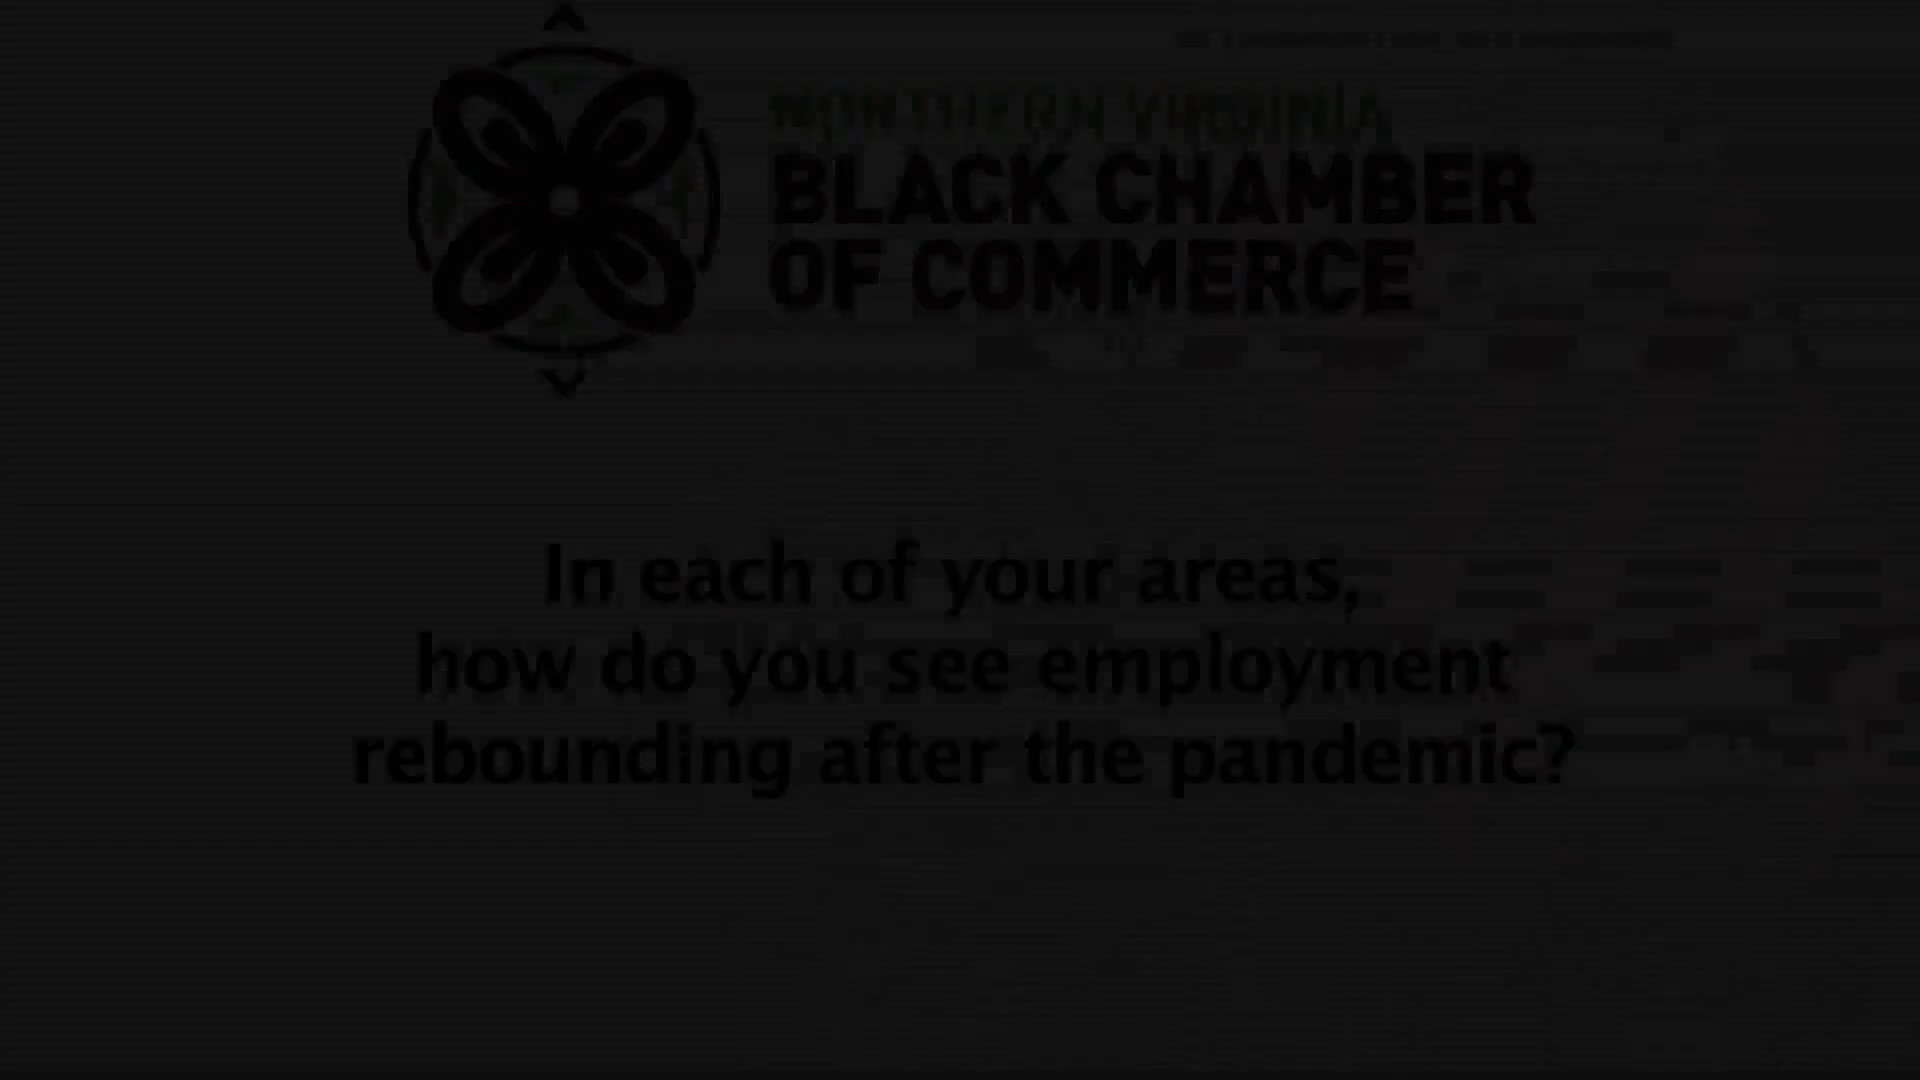 NORTHERN VIRGINIA
BLACK CHAMBER
OF COMMERCE
In each of your areas,
how do you see employment
rebounding after the pandemic?